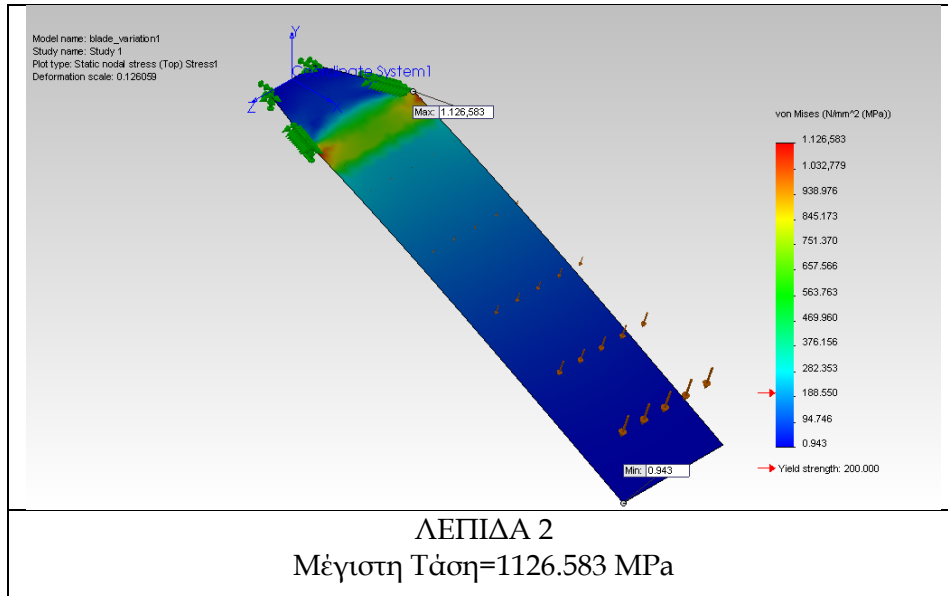 Model name: blade_variation1
Study name: Study 1
Plot type: Static nodal stress (Top) Stress1
Deformation scale: 0.126059
Y
Coordinate System1
Z
Max: 1.126,583
von Mises (N/mm^2 (MPa))
1.126,583
1.032,779
938.976
845.173
751.370
657.566
563.763
469.960
376.156
282.353
188.550
94.746
0.943
Yield strength: 200.000
Min: 0.943
ΛΕΠΙΔΑ 2
Μέγιστη Τάση=1126.583 MPa